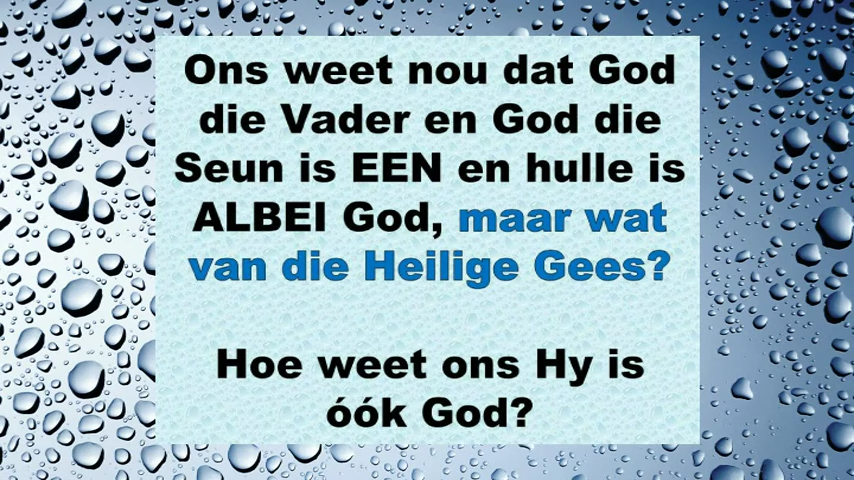 Ons weet nou dat God
die Vader en God die
Seun is EEN en hulle is
ALBEI God, maar wat
van die Heilige Gees?
Hoe weet ons Hy is
óók God?